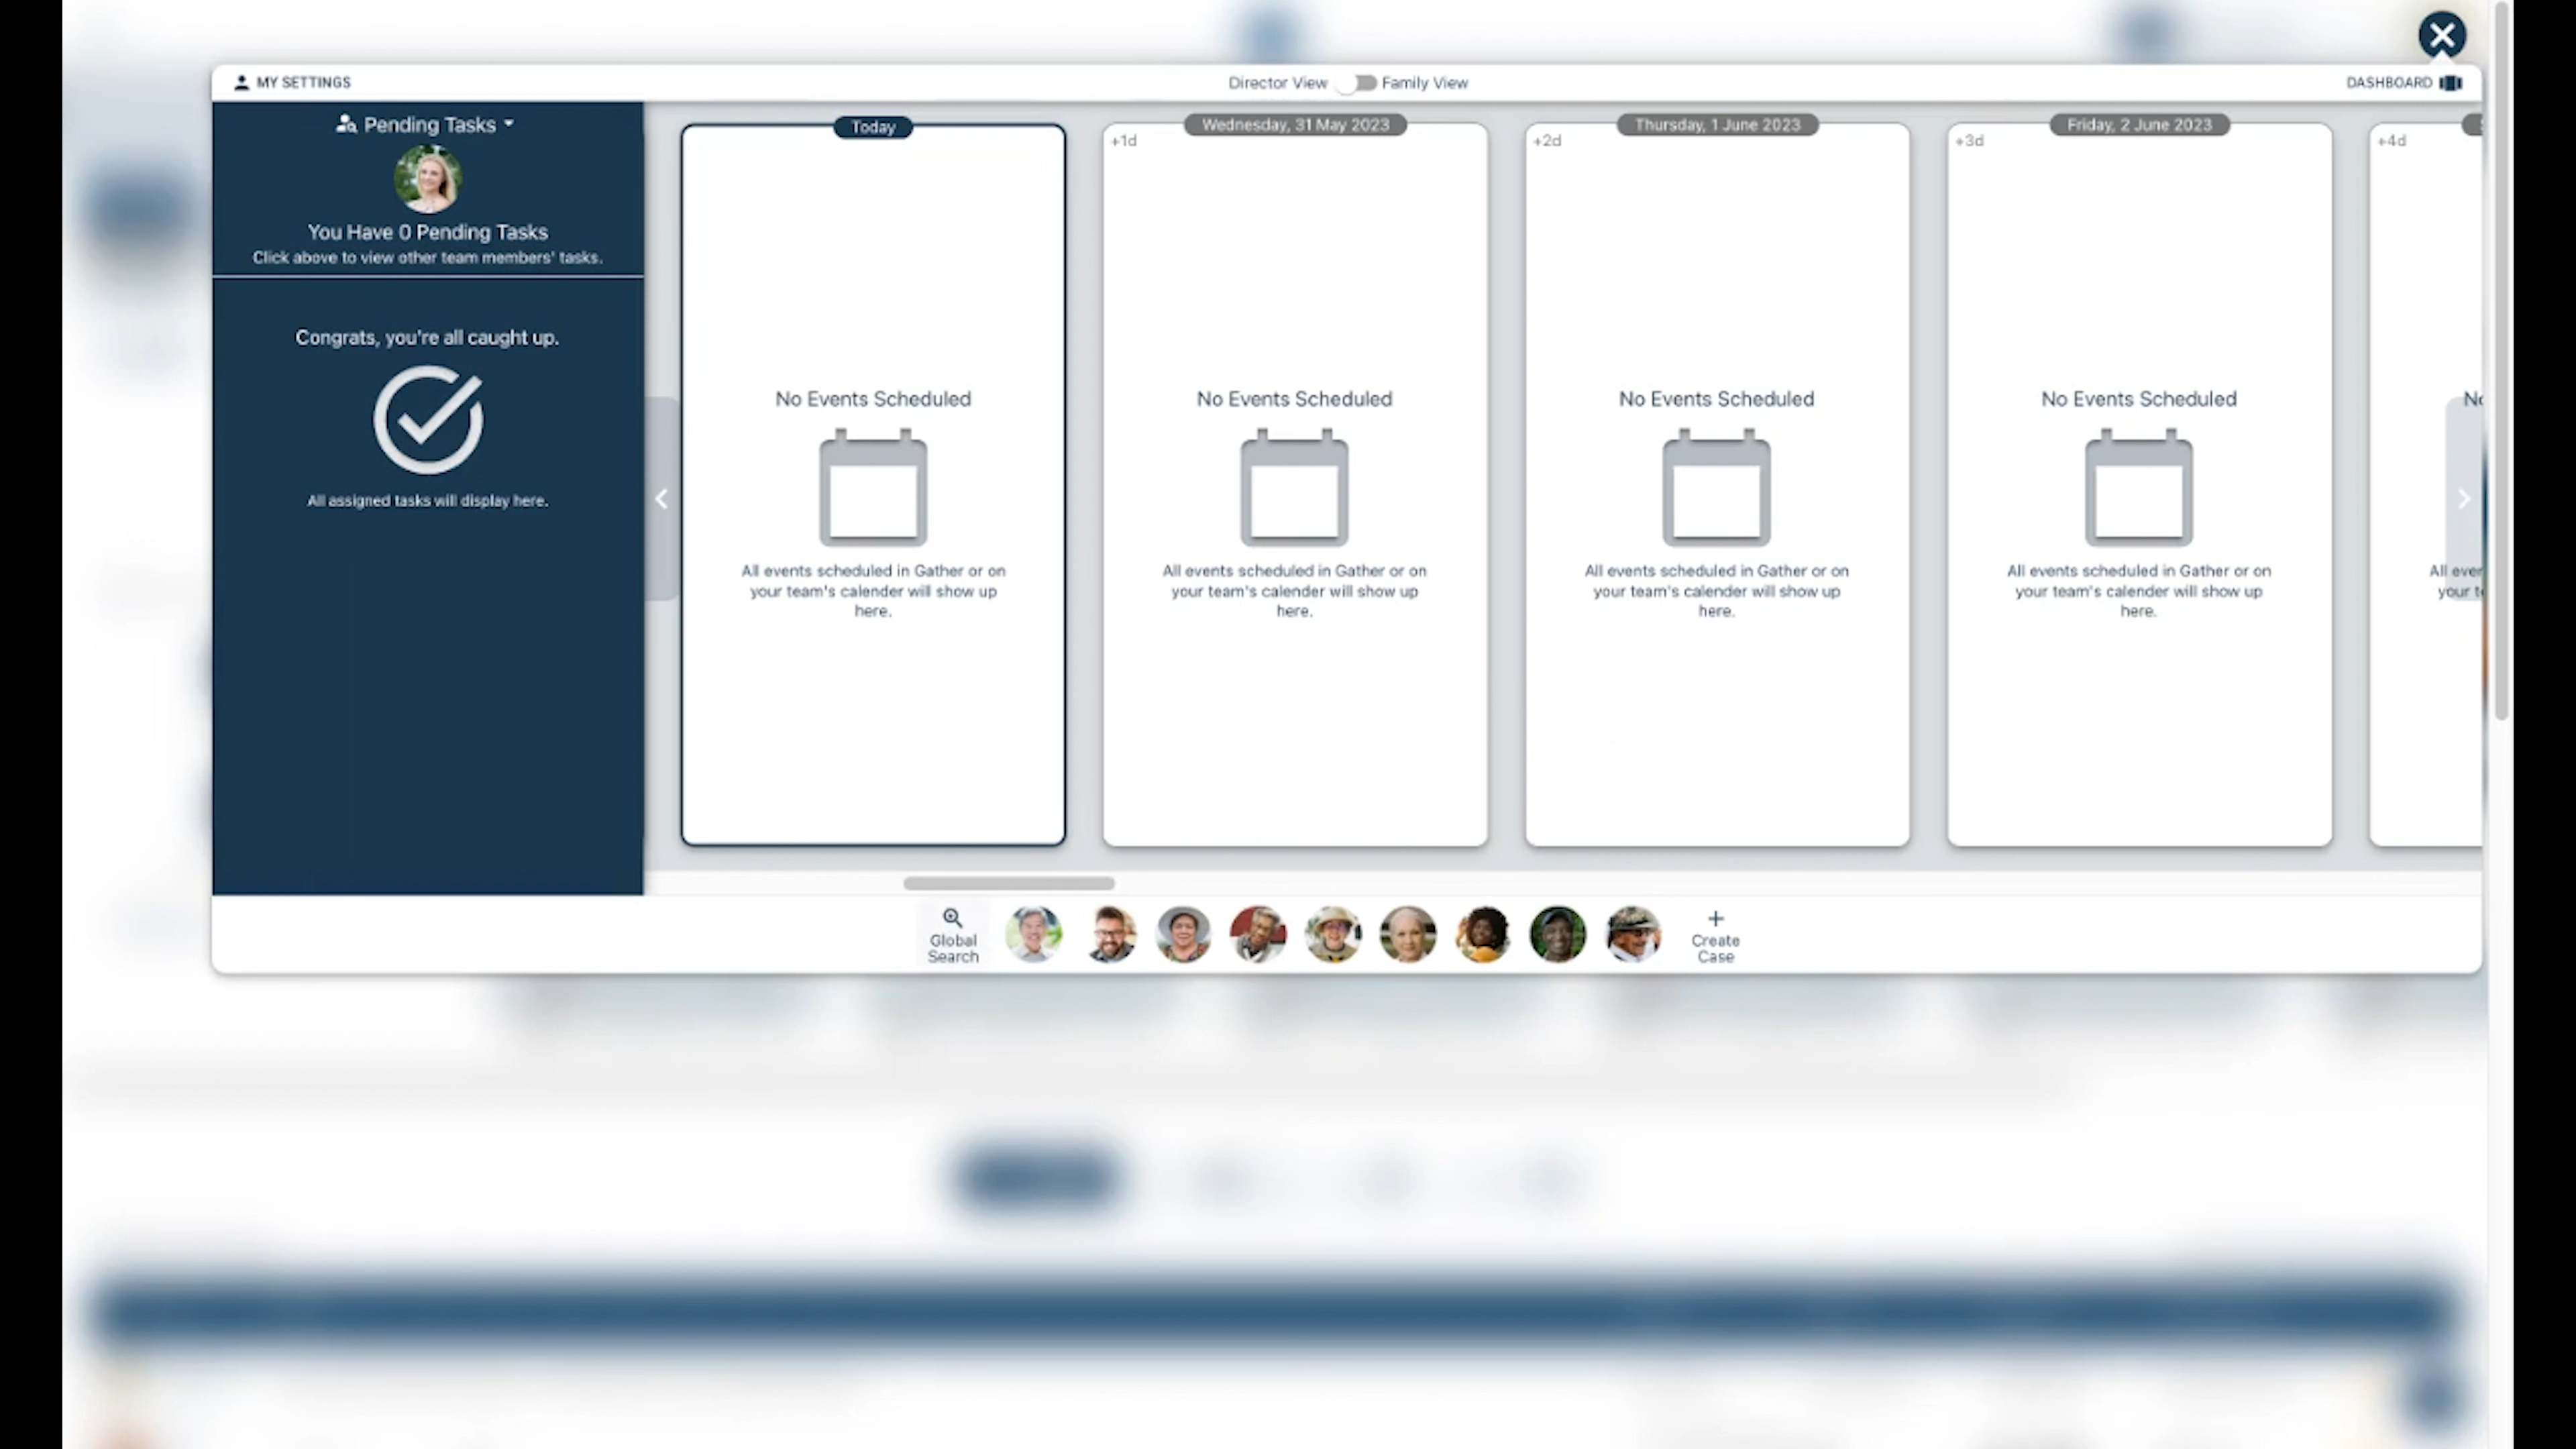 MY SETTINGS
Director View
Family View
DASHBOARD
Pending Tasks
You Have 0 Pending Tasks
Click above to view other team members' tasks.
Congrats, you're all caught up.
All assigned tasks will display here.
Today
No Events Scheduled
All events scheduled in Gather or on
your team's calender will show up
here.
Wednesday, 31 May 2023
+1d
No Events Scheduled
All events scheduled in Gather or on
your team's calender will show up
here.
Thursday, 1 June 2023
+2d
No Events Scheduled
All events scheduled in Gather or on
your team's calender will show up
here.
Friday, 2 June 2023
+3d
No Events Scheduled
All events scheduled in Gather or on
your team's calender will show up
here.
+4d
All
your
Global
Search
Create
Case